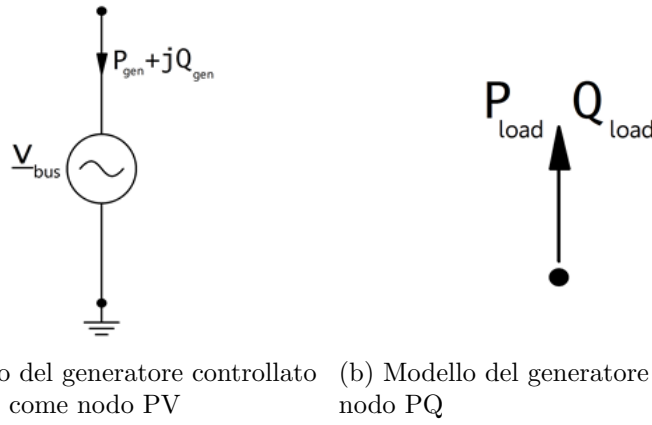 P_gen+jQ_gen
V_bus
P_load Q_load
o del generatore controllato
come nodo PV
(b) Modello del generatore
nodo PQ